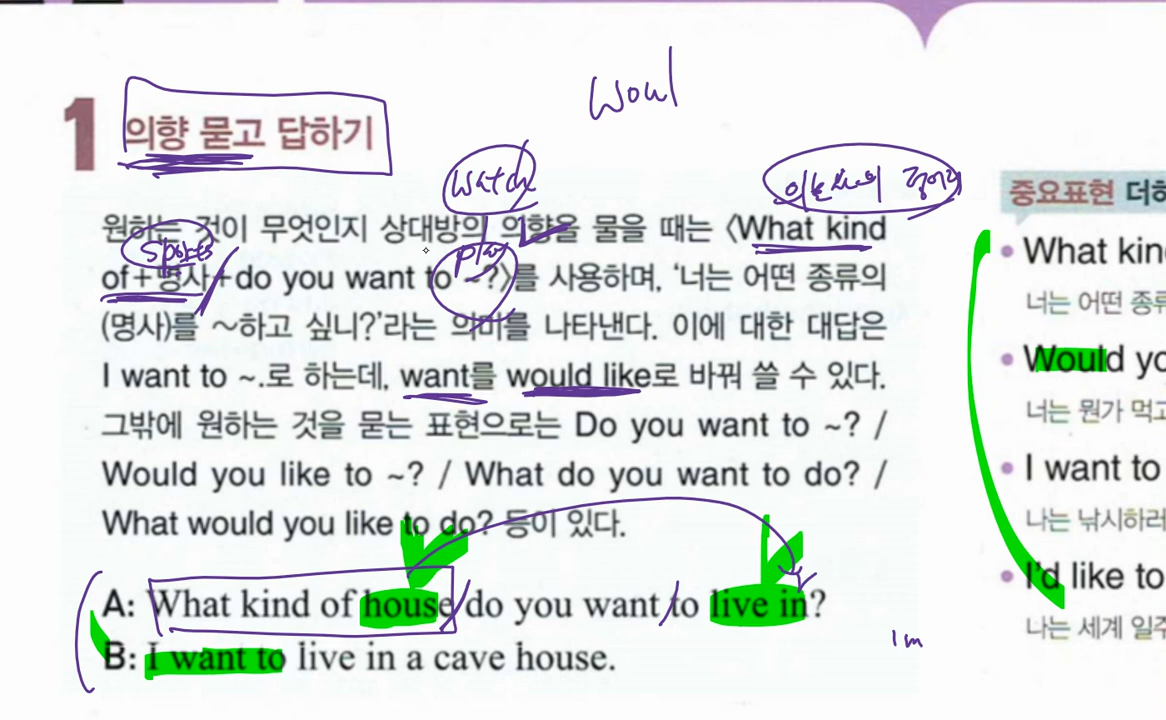 Woul
1 의향 묻고 답하기
watch
원하는 것이 무엇인지 상대방의 의향을 물을 때는 〈What kind
sports
play
of+명사+do you want to ~?〉를 사용하며, ‘너는 어떤 종류의
(명사)를 ~하고 싶니?’라는 의미를 나타낸다. 이에 대한 대답은
I want to ~.로 하는데, want를 would like로 바꿔 쓸 수 있다.
그밖에 원하는 것을 묻는 표현으로는 Do you want to ~? /
Would you like to ~? / What do you want to do? /
What would you like to do? 등이 있다.
A: What kind of house do you want to live in?
B: I want to live in a cave house.
1m
중요표현 더하
• What kin
너는 어떤 종류
• Would yo
너는 뭔가 먹고
• I want to
나는 낚시하러
• I’d like to
나는 세계 일주